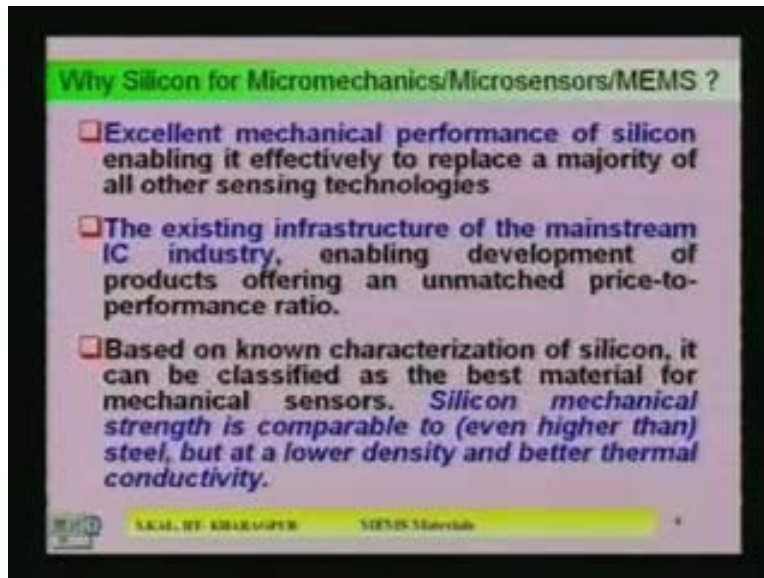 Why Silicon for Micromechanics/Microsensors/MEMS ?
Excellent mechanical performance of silicon
enabling it effectively to replace a majority of
all other sensing technologies
The existing infrastructure of the mainstream
IC industry, enabling development of
products offering an unmatched price-to-
performance ratio.
Based on known characterization of silicon, it
can be classified as the best material for
mechanical sensors. Silicon mechanical
strength is comparable to (even higher than)
steel, but at a lower density and better thermal
conductivity.
S.KAL, IIT- KHARAGPUR MEMS Materials